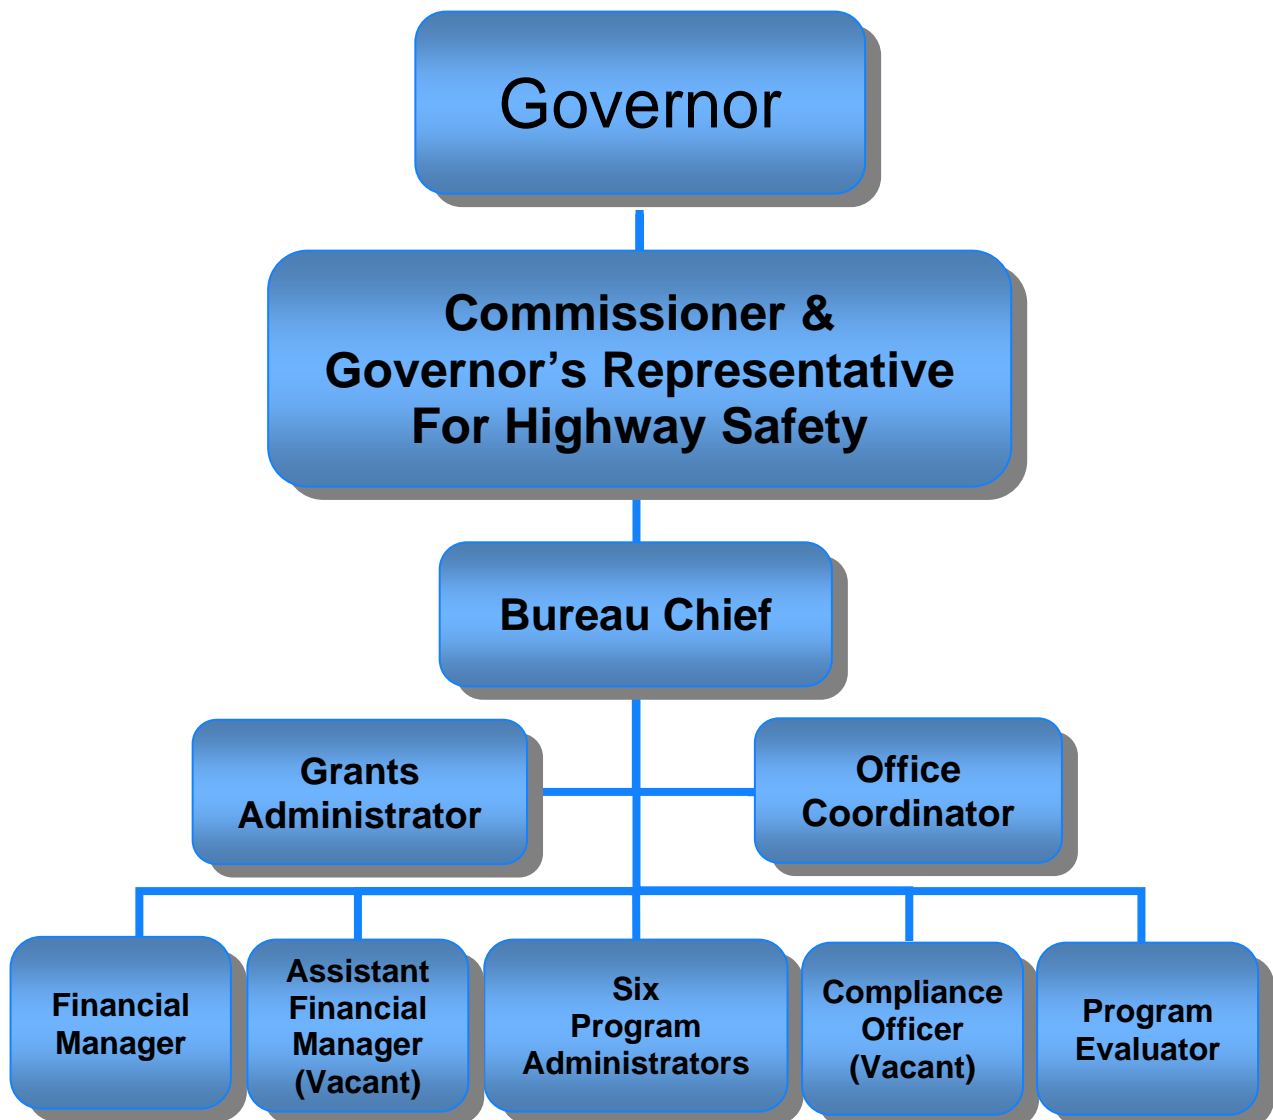 Governor
Commissioner &
Governor’s Representative
For Highway Safety
Bureau Chief
Grants
Administrator
Office
Coordinator
Financial
Manager
Assistant
Financial
Manager
(Vacant)
Six
Program
Administrators
Compliance
Officer
(Vacant)
Program
Evaluator